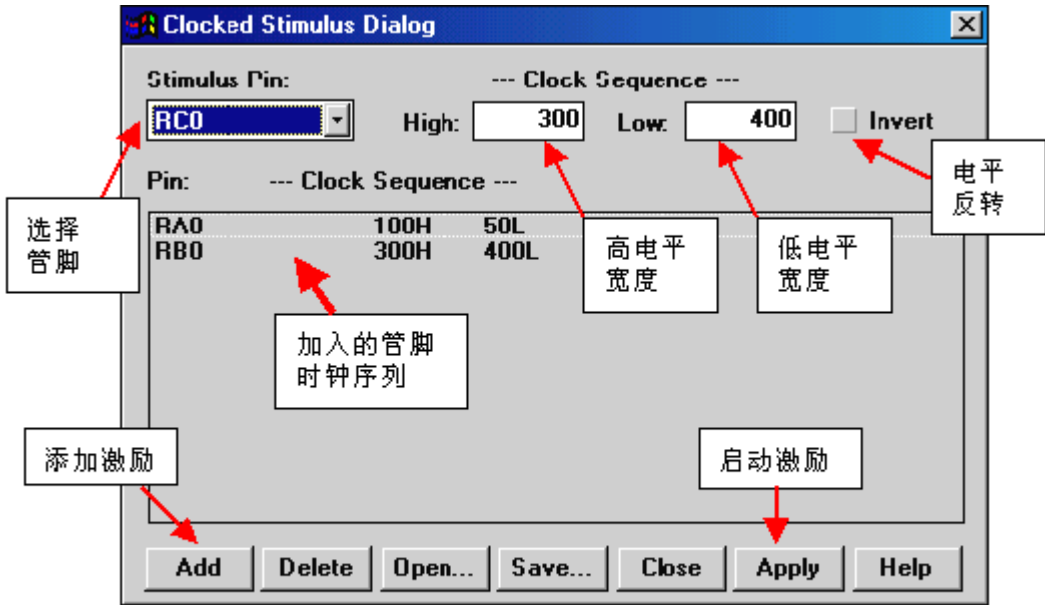 Clocked Stimulus Dialog
Stimulus Pin: --- Clock Sequence ---
RC0 High: 300 Low: 400 Invert
电平
反转
Pin: --- Clock Sequence ---
选择
管脚
RA0 100H 50L
RB0 300H 400L
高电平
宽度
低电平
宽度
加入的管脚
时钟序列
添加激励
启动激励
Add Delete Open... Save... Close Apply Help